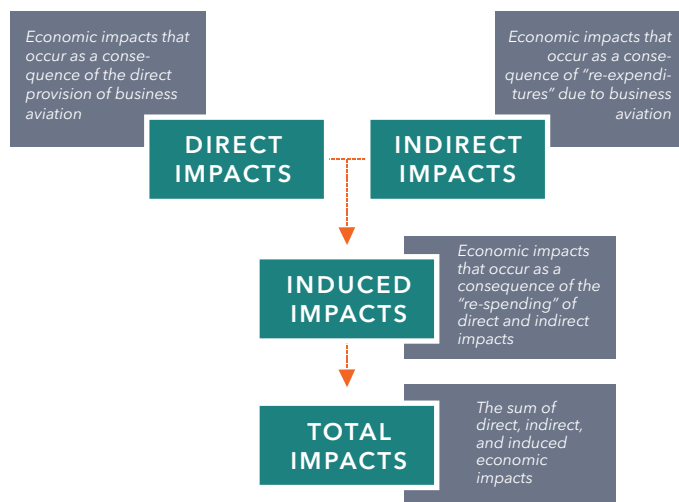 Economic impacts that
occur as a conse-
quence of the direct
provision of business
aviation
Economic impacts that
occur as a conse-
quence of “re-expendi-
tures” due to business
aviation
DIRECT
IMPACTS
INDIRECT
IMPACTS
INDUCED
IMPACTS
Economic impacts
that occur as a
consequence of the
“re-spending” of
direct and indirect
impacts
TOTAL
IMPACTS
The sum of
direct, indirect,
and induced
economic
impacts